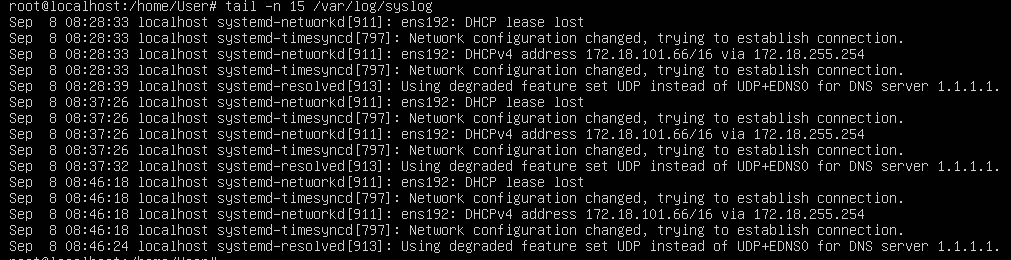 root@localhost:/home/User# tail -n 15 /var/log/syslog
Sep  8 08:28:33 localhost systemd-networkd[911]: ens192: DHCP lease lost
Sep  8 08:28:33 localhost systemd-timesyncd[797]: Network configuration changed, trying to establish connection.
Sep  8 08:28:33 localhost systemd-networkd[911]: ens192: DHCPv4 address 172.18.101.66/16 via 172.18.255.254
Sep  8 08:28:33 localhost systemd-timesyncd[797]: Network configuration changed, trying to establish connection.
Sep  8 08:28:39 localhost systemd-resolved[913]: Using degraded feature set UDP instead of UDP+EDNS0 for DNS server 1.1.1.1.
Sep  8 08:37:26 localhost systemd-networkd[911]: ens192: DHCP lease lost
Sep  8 08:37:26 localhost systemd-timesyncd[797]: Network configuration changed, trying to establish connection.
Sep  8 08:37:26 localhost systemd-networkd[911]: ens192: DHCPv4 address 172.18.101.66/16 via 172.18.255.254
Sep  8 08:37:26 localhost systemd-timesyncd[797]: Network configuration changed, trying to establish connection.
Sep  8 08:37:32 localhost systemd-resolved[913]: Using degraded feature set UDP instead of UDP+EDNS0 for DNS server 1.1.1.1.
Sep  8 08:46:18 localhost systemd-networkd[911]: ens192: DHCP lease lost
Sep  8 08:46:18 localhost systemd-timesyncd[797]: Network configuration changed, trying to establish connection.
Sep  8 08:46:18 localhost systemd-networkd[911]: ens192: DHCPv4 address 172.18.101.66/16 via 172.18.255.254
Sep  8 08:46:18 localhost systemd-timesyncd[797]: Network configuration changed, trying to establish connection.
Sep  8 08:46:24 localhost systemd-resolved[913]: Using degraded feature set UDP instead of UDP+EDNS0 for DNS server 1.1.1.1.
root@localhost:/home/User#